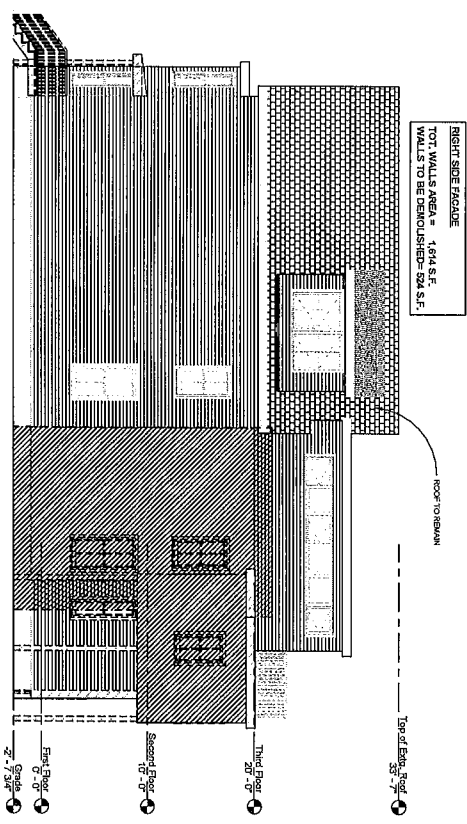 RIGHT SIDE FACADE
TOT. WALLS AREA = 1,614 S.F.
WALLS TO BE DEMOLISHED= 524 S.F.
ROOF TO REMAIN
Top of Extg. Roof
33'- 7"
Third Floor
20' - 0"
Second Floor
10' - 0"
First Floor
0' - 0"
Grade
-2' - 7 3/4"